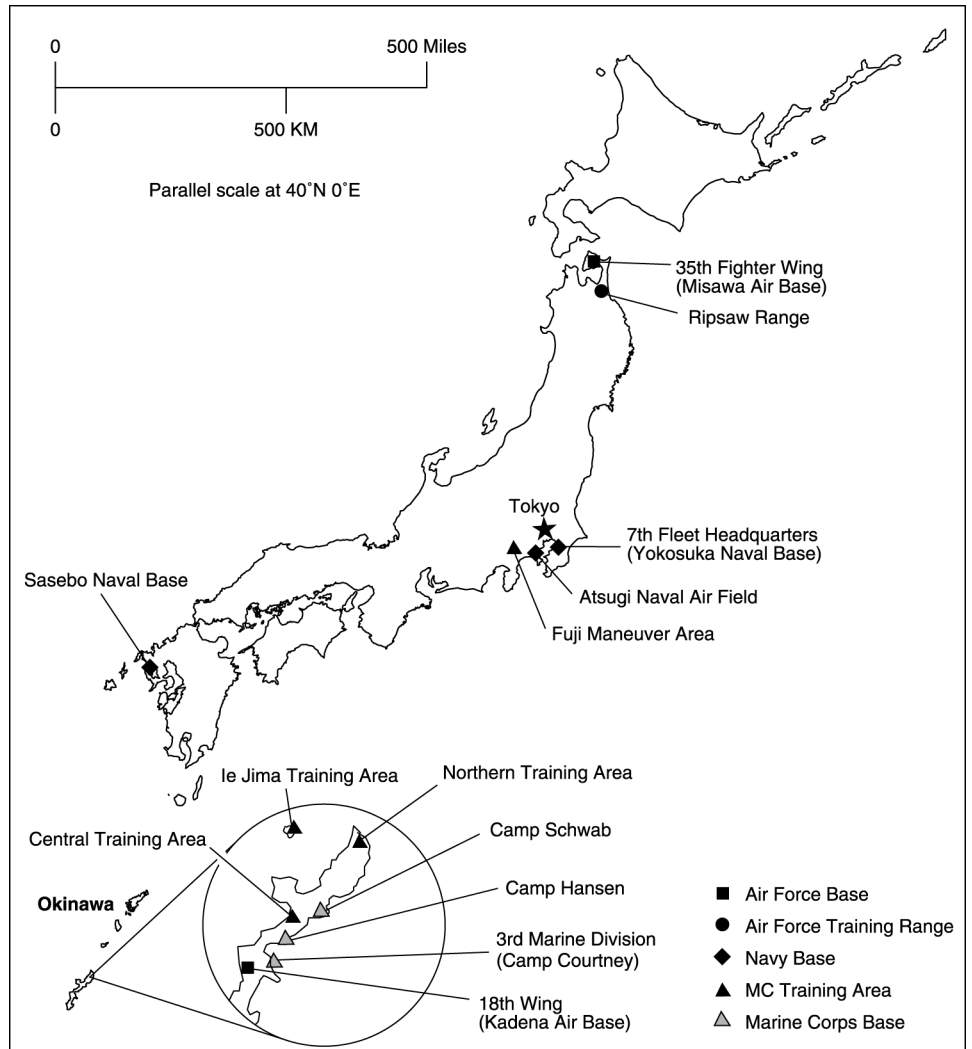 0
500 Miles
0
500 KM
Parallel scale at 40˚N 0˚E
35th Fighter Wing
(Misawa Air Base)
Ripsaw Range
Tokyo
7th Fleet Headquarters
(Yokosuka Naval Base)
Atsugi Naval Air Field
Fuji Maneuver Area
Sasebo Naval Base
Ie Jima Training Area
Northern Training Area
Central Training Area
Camp Schwab
Camp Hansen
Okinawa
3rd Marine Division
(Camp Courtney)
18th Wing
(Kadena Air Base)
Air Force Base
Air Force Training Range
Navy Base
MC Training Area
Marine Corps Base